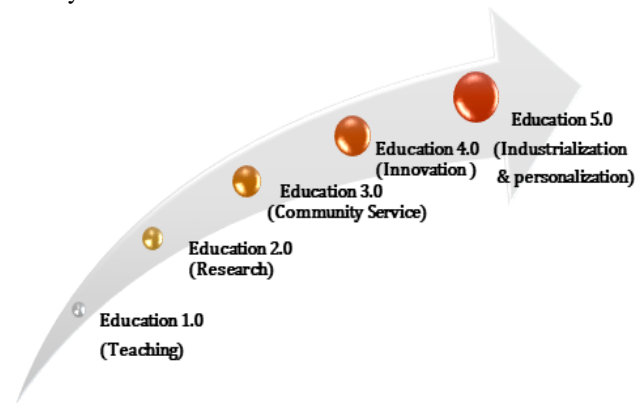 Education 5.0
(Industrialization
& personalization)
Education 4.0
(Innovation )
Education 3.0
(Community Service)
Education 2.0
(Research)
Education 1.0
(Teaching)